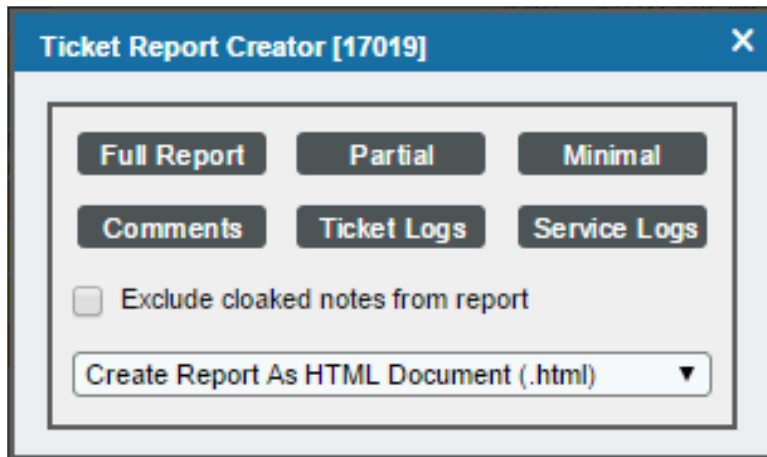 Ticket Report Creator [17019] ×
Full Report Partial Minimal
Comments Ticket Logs Service Logs
Exclude cloaked notes from report
Create Report As HTML Document (.html) ▼